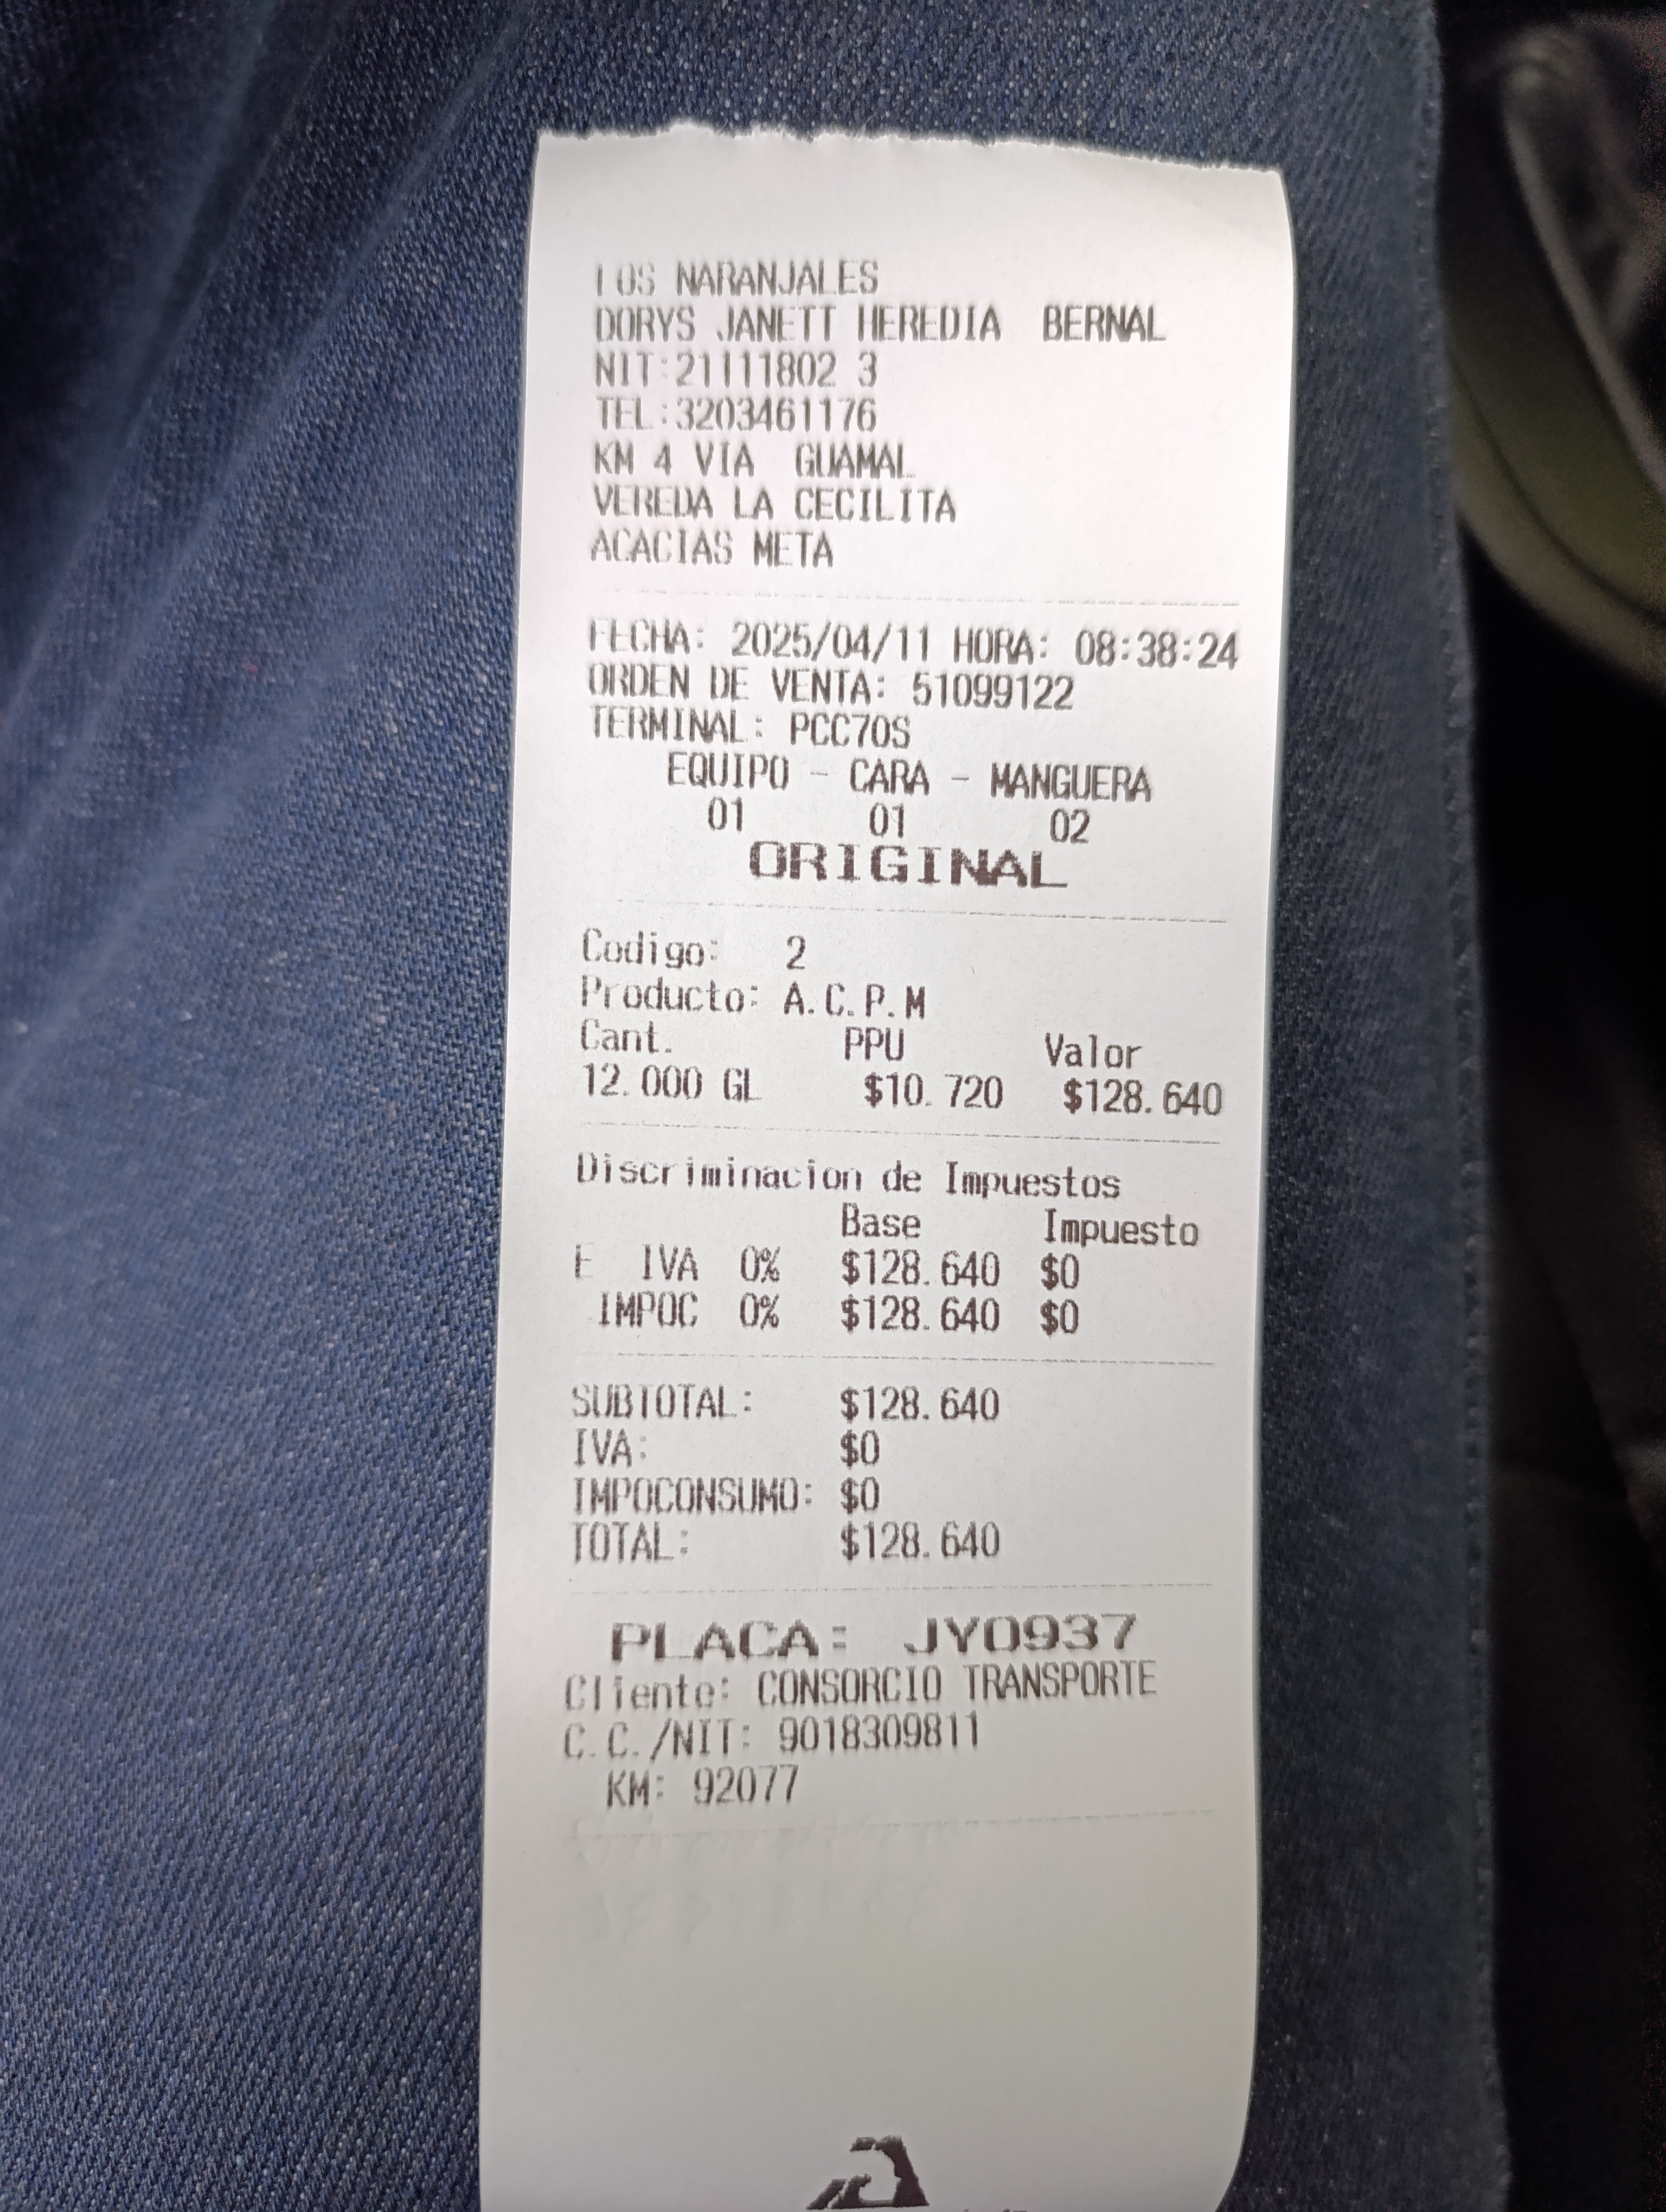 LOS NARANJALES
DORYS JANETT HEREDIA BERNAL
NIT:21111802 3
TEL:3203461176
KM 4 VIA GUAMAL
VEREDA LA CECILITA
ACACIAS META
FECHA: 2025/04/11 HORA: 08:38:24
ORDEN DE VENTA: 51099122
TERMINAL: PCC70S
EQUIPO - CARA - MANGUERA
01 01 02
ORIGINAL
Codigo: 2
Producto: A.C.P.M
Cant. PPU Valor
12.000 GL $10.720 $128.640
Discriminacion de Impuestos
Base Impuesto
E IVA 0% $128.640 $0
IMPOC 0% $128.640 $0
SUBTOTAL: $128.640
IVA: $0
IMPOCONSUMO: $0
TOTAL: $128.640
PLACA: JYO937
Cliente: CONSORCIO TRANSPORTE
C.C./NIT: 9018309811
KM: 92077